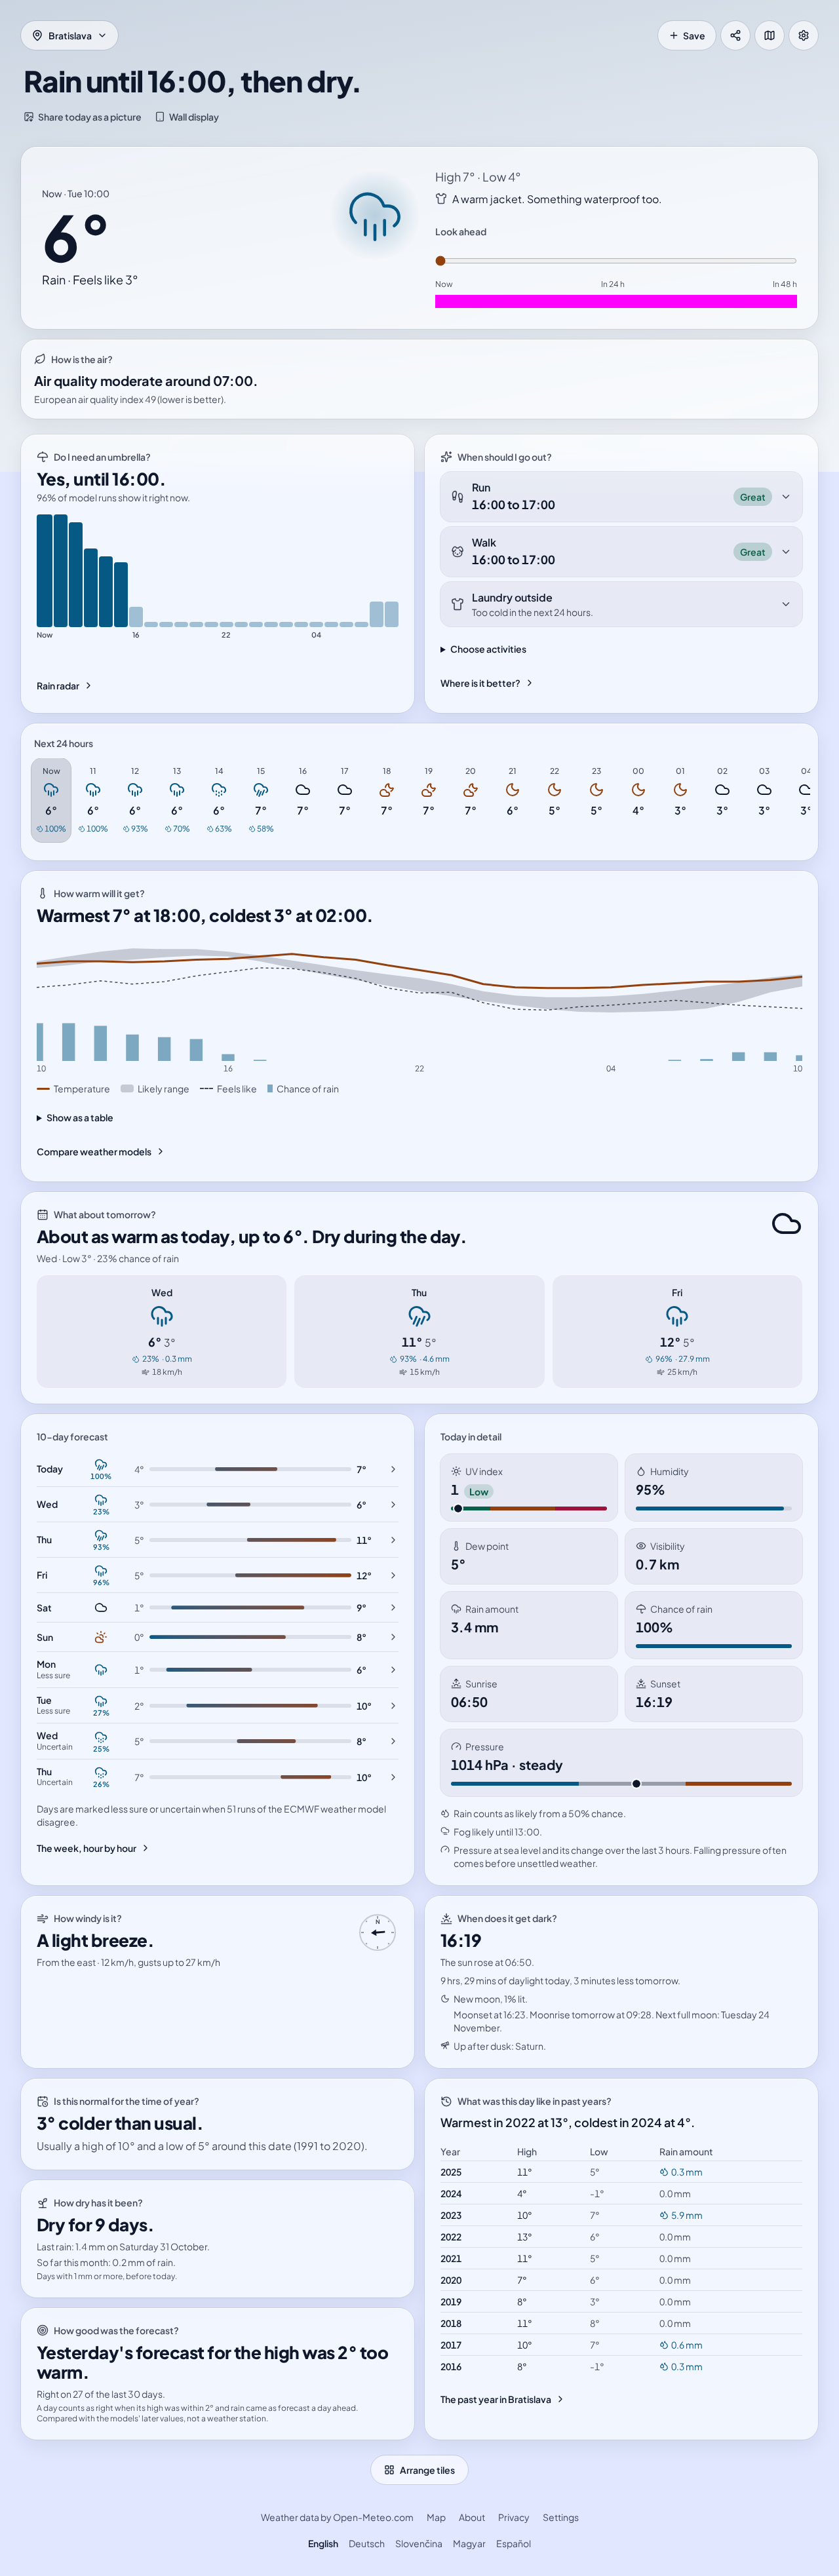 Bratislava
Save
Rain until 16:00, then dry.
Share today as a picture
Wall display
Now · Tue 10:00
6°
Rain · Feels like 3°
High 7° · Low 4°
A warm jacket. Something waterproof too.
Look ahead
Now In 24 h In 48 h
How is the air?
Air quality moderate around 07:00.
European air quality index 49 (lower is better).
Do I need an umbrella?
Yes, until 16:00.
96% of model runs show it right now.
Now 16 22 04
Rain radar
When should I go out?
Run
16:00 to 17:00
Great
Walk
16:00 to 17:00
Great
Laundry outside
Too cold in the next 24 hours.
Choose activities
Where is it better?
Next 24 hours
Now 11 12 13 14 15 16 17 18 19 20 21 22 23 00 01 02 03 04
6° 6° 6° 6° 6° 7° 7° 7° 7° 7° 7° 6° 5° 5° 4° 3° 3° 3° 3°
100% 100% 93% 70% 63% 58%
How warm will it get?
Warmest 7° at 18:00, coldest 3° at 02:00.
10 16 22 04 10
Temperature Likely range Feels like Chance of rain
Show as a table
Compare weather models
What about tomorrow?
About as warm as today, up to 6°. Dry during the day.
Wed · Low 3° · 23% chance of rain
Wed
6° 3°
23% · 0.3 mm
18 km/h
Thu
11° 5°
93% · 4.6 mm
15 km/h
Fri
12° 5°
96% · 27.9 mm
25 km/h
10-day forecast
Today 100% 4° 7°
Wed 23% 3° 6°
Thu 93% 5° 11°
Fri 96% 5° 12°
Sat 1° 9°
Sun 0° 8°
Mon 1° 6°
Less sure
Tue 27% 2° 10°
Less sure
Wed 25% 5° 8°
Uncertain
Thu 26% 7° 10°
Uncertain
Days are marked less sure or uncertain when 51 runs of the ECMWF weather model
disagree.
The week, hour by hour
Today in detail
UV index
1 Low
Humidity
95%
Dew point
5°
Visibility
0.7 km
Rain amount
3.4 mm
Chance of rain
100%
Sunrise
06:50
Sunset
16:19
Pressure
1014 hPa · steady
Rain counts as likely from a 50% chance.
Fog likely until 13:00.
Pressure at sea level and its change over the last 3 hours. Falling pressure often
comes before unsettled weather.
How windy is it?
A light breeze.
From the east · 12 km/h, gusts up to 27 km/h
N
When does it get dark?
16:19
The sun rose at 06:50.
9 hrs, 29 mins of daylight today, 3 minutes less tomorrow.
New moon, 1% lit.
Moonset at 16:23. Moonrise tomorrow at 09:28. Next full moon: Tuesday 24
November.
Up after dusk: Saturn.
Is this normal for the time of year?
3° colder than usual.
Usually a high of 10° and a low of 5° around this date (1991 to 2020).
How dry has it been?
Dry for 9 days.
Last rain: 1.4 mm on Saturday 31 October.
So far this month: 0.2 mm of rain.
Days with 1 mm or more, before today.
How good was the forecast?
Yesterday's forecast for the high was 2° too
warm.
Right on 27 of the last 30 days.
A day counts as right when its high was within 2° and rain came as forecast a day ahead.
Compared with the models' later values, not a weather station.
What was this day like in past years?
Warmest in 2022 at 13°, coldest in 2024 at 4°.
Year High Low Rain amount
2025 11° 5° 0.3 mm
2024 4° -1° 0.0 mm
2023 10° 7° 5.9 mm
2022 13° 6° 0.0 mm
2021 11° 5° 0.0 mm
2020 7° 6° 0.0 mm
2019 8° 3° 0.0 mm
2018 11° 8° 0.0 mm
2017 10° 7° 0.6 mm
2016 8° -1° 0.3 mm
The past year in Bratislava
Arrange tiles
Weather data by Open-Meteo.com Map About Privacy Settings
English Deutsch Slovenčina Magyar Español